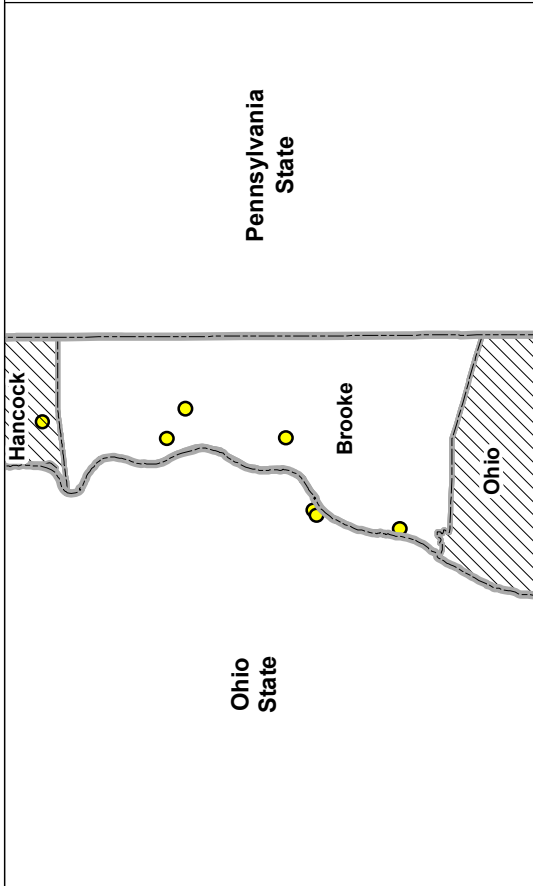 Hancock
Pennsylvania
State
Brooke
Ohio
Ohio
State